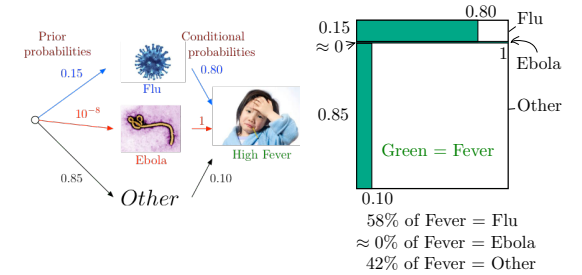 Prior
probabilities
Conditional
probabilities
0.15
0.80
Flu
10⁻⁸
1
Ebola
High Fever
0.85
0.10
Other
0.80
Flu
0.15
≈ 0
1
Ebola
0.85
Other
Green = Fever
0.10
58% of Fever = Flu
≈ 0% of Fever = Ebola
42% of Fever = Other